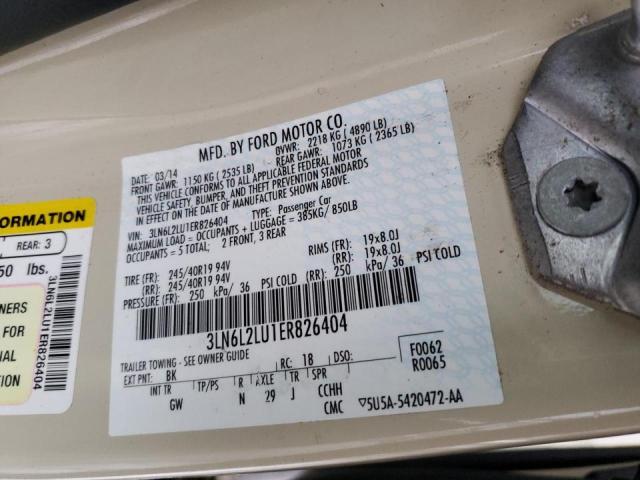 MFD. BY FORD MOTOR CO.
DATE: 03/14 GVWR: 2218 KG ( 4890 LB)
FRONT GAWR: 1150 KG ( 2535 LB) REAR GAWR: 1073 KG ( 2365 LB)
THIS VEHICLE CONFORMS TO ALL APPLICABLE FEDERAL MOTOR
VEHICLE SAFETY, BUMPER, AND THEFT PREVENTION STANDARDS
IN EFFECT ON THE DATE OF MANUFACTURE SHOWN ABOVE.
VIN: 3LN6L2LU1ER826404 TYPE: Passenger Car
MAXIMUM LOAD = OCCUPANTS + LUGGAGE = 385KG/ 850LB
OCCUPANTS = 5 TOTAL; 2 FRONT, 3 REAR
TIRE (FR): 245/40R19 94V RIMS (FR): 19x8.0J
(RR): 245/40R19 94V (RR): 19x8.0J
PRESSURE (FR): 250 kPa/ 36 PSI COLD (RR): 250 kPa/ 36 PSI COLD
3LN6L2LU1ER826404
TRAILER TOWING - SEE OWNER GUIDE
EXT PNT: BK RC: 18 DSO: F0062
R0065
INT TR TP/PS R AXLE TR SPR
GW N 29 J CCHH
CMC ▽5U5A-5420472-AA
FORMATION
REAR: 3
50 lbs.
NERS
FOR
NAL
3LN6L2LU1ER826404